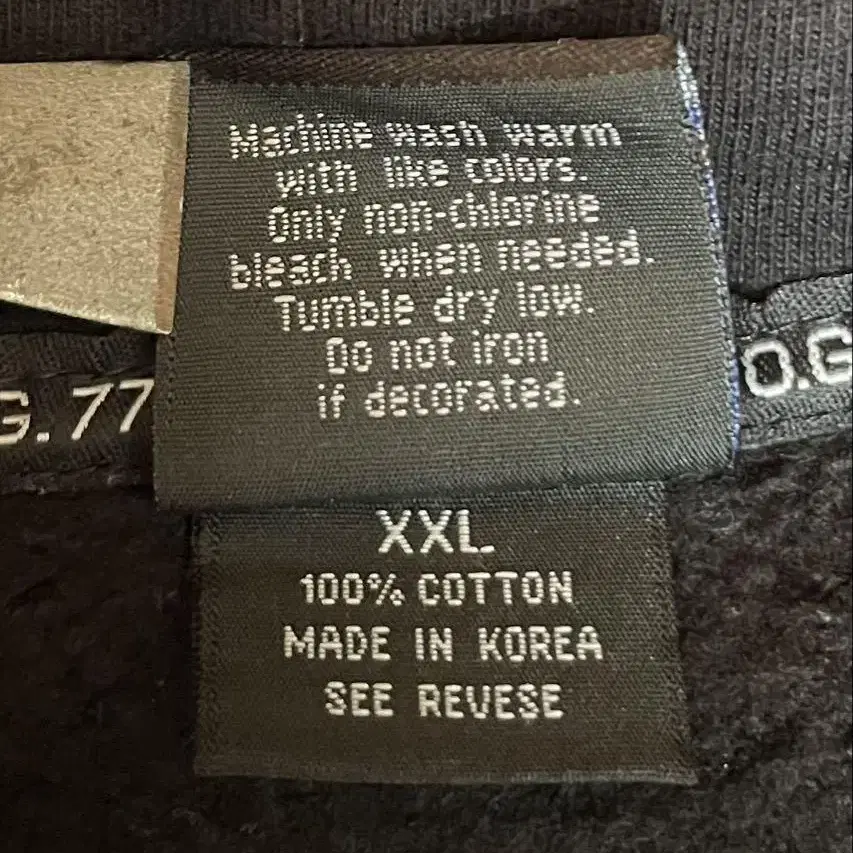 Machine wash warm
with like colors.
Only non-chlorine
bleach when needed.
Tumble dry low.
Do not iron
if decorated.
G. 77
O.G
XXL
100% COTTON
MADE IN KOREA
SEE REVESE